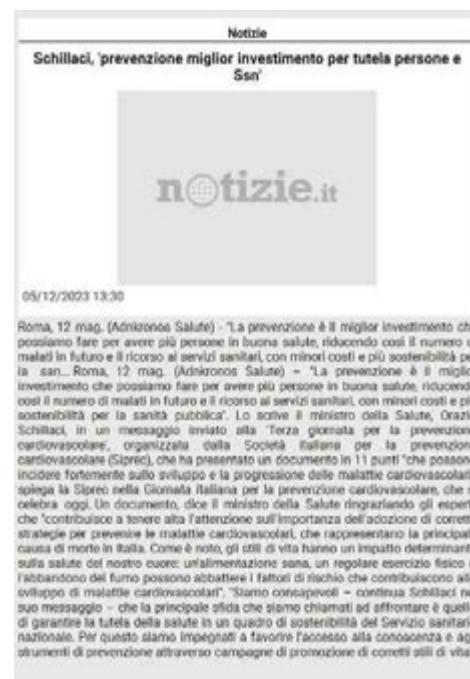 Notizie
Schillaci, 'prevenzione miglior investimento per tutela persone e
Ssn'
notizie.it
05/12/2023 13:30
Roma, 12 mag. (Adnkronos Salute) - "La prevenzione è il miglior investimento che
possiamo fare per avere più persone in buona salute, riducendo così il numero d
malati in futuro e il ricorso ai servizi sanitari, con minori costi e più sostenibilità pe
la san... Roma, 12 mag. (Adnkronos Salute) – "La prevenzione è il miglio
investimento che possiamo fare per avere più persone in buona salute, riducendo
così il numero di malati in futuro e il ricorso ai servizi sanitari, con minori costi e più
sostenibilità per la sanità pubblica". Lo scrive il ministro della Salute, Orazi
Schillaci, in un messaggio inviato alla 'Terza giornata per la prevenzione
cardiovascolare', organizzata dalla Società Italiana per la prevenzione
cardiovascolare (Siprec), che ha presentato un documento in 11 punti "che possono
incidere fortemente sullo sviluppo e la progressione delle malattie cardiovascolari
spiega la Siprec nella Giornata italiana per la prevenzione cardiovascolare, che s
celebra oggi. Un documento, dice il ministro della Salute ringraziando gli esperti
che "contribuisce a tenere alta l'attenzione sull'importanza dell'adozione di corrette
strategie per prevenire le malattie cardiovascolari, che rappresentano la principale
causa di morte in Italia. Come è noto, gli stili di vita hanno un impatto determinant
sulla salute del nostro cuore: un'alimentazione sana, un regolare esercizio fisico e
l'abbandono del fumo possono abbattere i fattori di rischio che contribuiscono allo
sviluppo di malattie cardiovascolari". "Siamo consapevoli – continua Schillaci nel
suo messaggio – che la principale sfida che siamo chiamati ad affrontare è quella
di garantire la tutela della salute in un quadro di sostenibilità del Servizio sanitari
nazionale. Per questo siamo impegnati a favorire l'accesso alla conoscenza e agl
strumenti di prevenzione attraverso campagne di promozione di corretti stili di vita